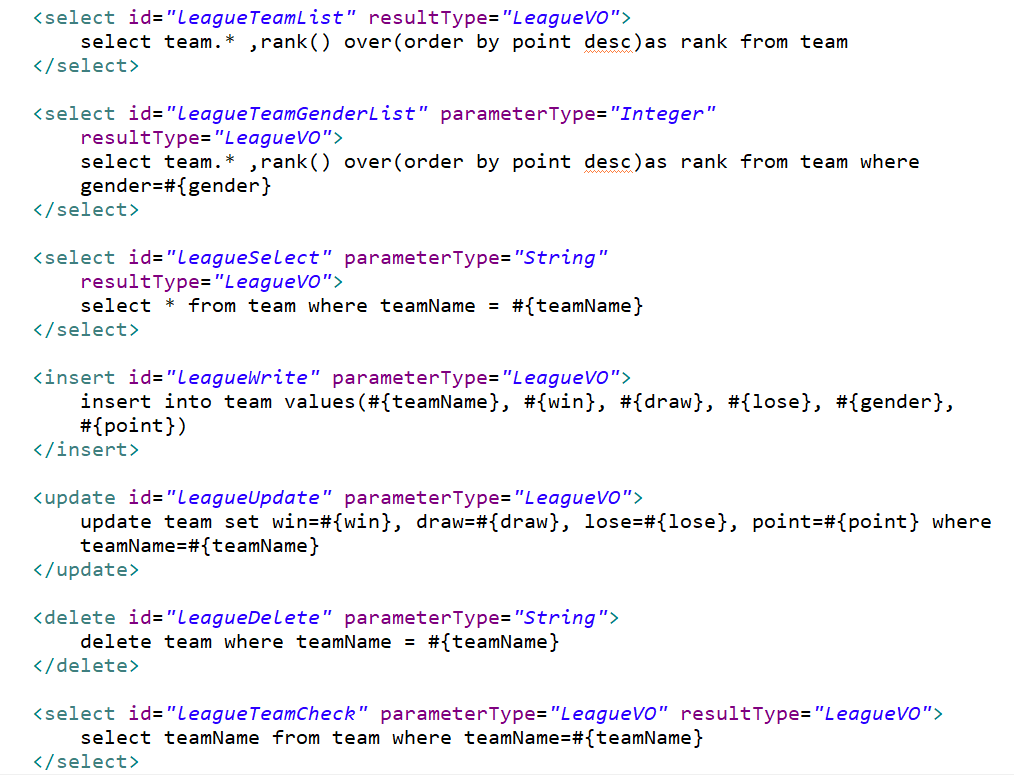 <select id="leagueTeamList" resultType="LeagueVO">
select team.* ,rank() over(order by point desc)as rank from team
</select>
<select id="leagueTeamGenderList" parameterType="Integer"
resultType="LeagueVO">
select team.* ,rank() over(order by point desc)as rank from team where
gender=#{gender}
</select>
<select id="leagueSelect" parameterType="String"
resultType="LeagueVO">
select * from team where teamName = #{teamName}
</select>
<insert id="leagueWrite" parameterType="LeagueVO">
insert into team values(#{teamName}, #{win}, #{draw}, #{lose}, #{gender},
#{point})
</insert>
<update id="leagueUpdate" parameterType="LeagueVO">
update team set win=#{win}, draw=#{draw}, lose=#{lose}, point=#{point} where
teamName=#{teamName}
</update>
<delete id="leagueDelete" parameterType="String">
delete team where teamName = #{teamName}
</delete>
<select id="leagueTeamCheck" parameterType="LeagueVO" resultType="LeagueVO">
select teamName from team where teamName=#{teamName}
</select>